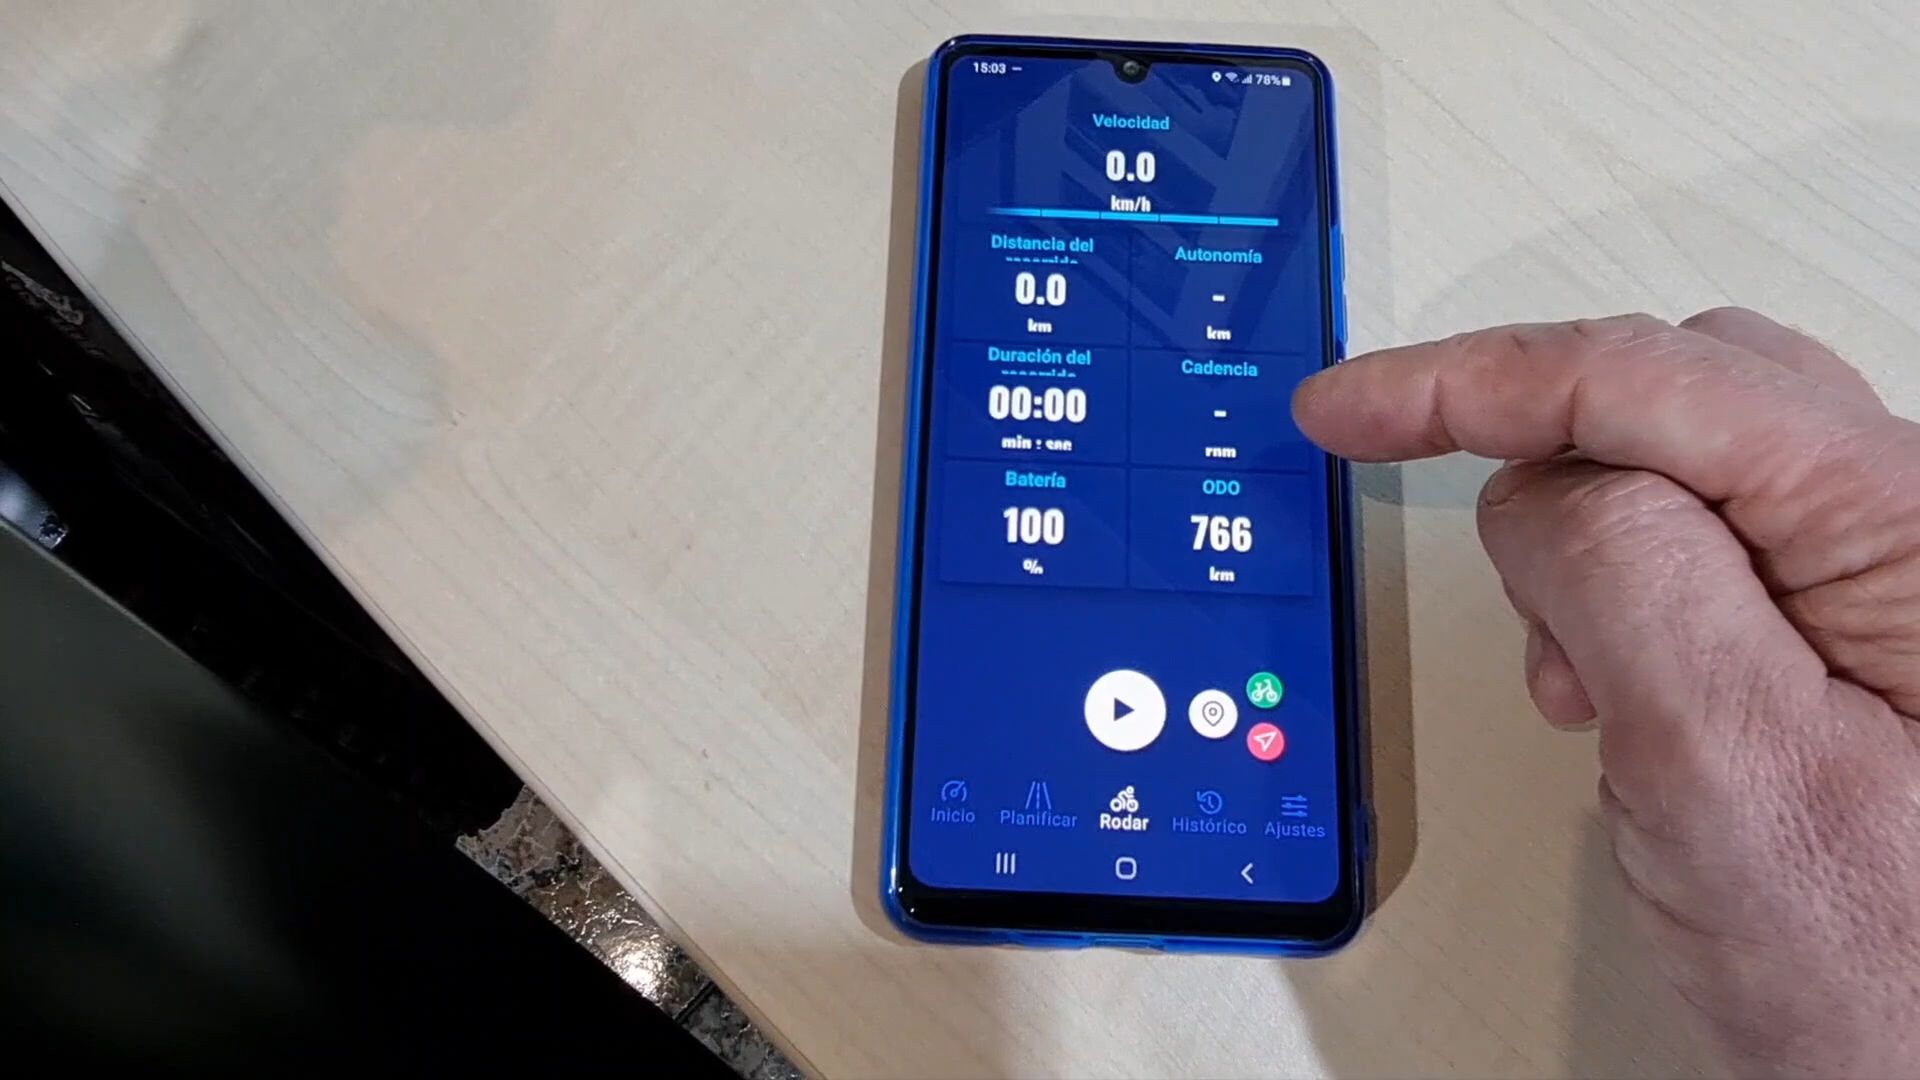 15:03
78%
Velocidad
0.0
km/h
Distancia del
Autonomía
0.0
-
km
km
Duración del
Cadencia
00:00
-
min : sec
rpm
Batería
ODO
100
766
%
km
Inicio
Planificar
Rodar
Histórico
Ajustes